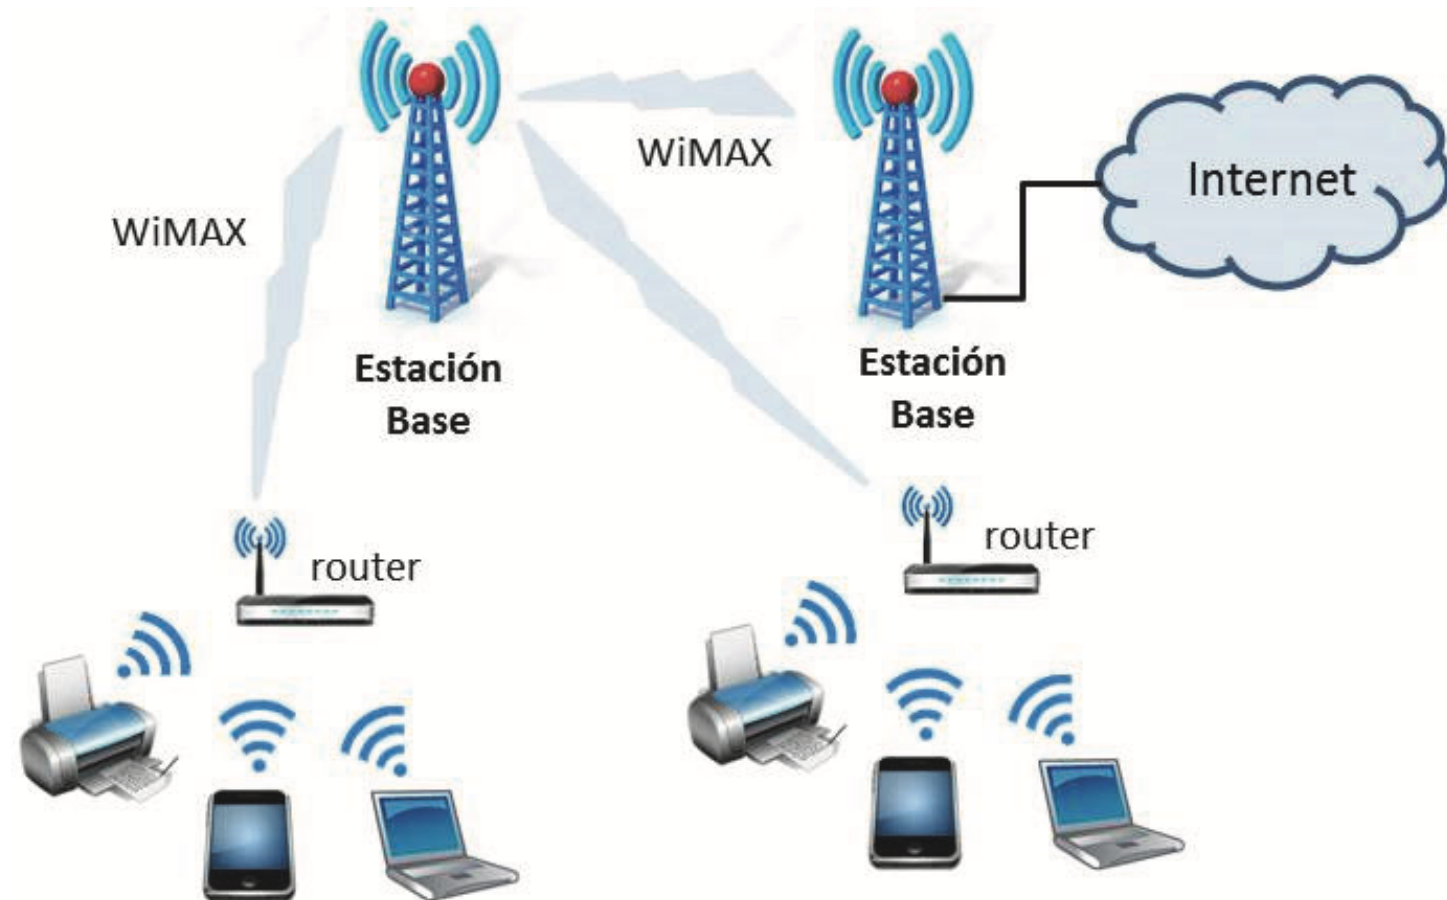 WiMAX
Internet
WiMAX
Estación
Base
Estación
Base
router
router